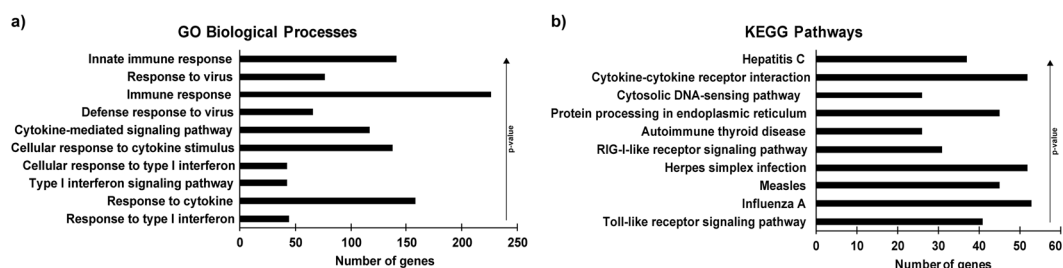 a)
GO Biological Processes
Innate immune response
Response to virus
Immune response
Defense response to virus
Cytokine-mediated signaling pathway
Cellular response to cytokine stimulus
Cellular response to type I interferon
Type I interferon signaling pathway
Response to cytokine
Response to type I interferon
0 50 100 150 200 250
Number of genes
p-value
b)
KEGG Pathways
Hepatitis C
Cytokine-cytokine receptor interaction
Cytosolic DNA-sensing pathway
Protein processing in endoplasmic reticulum
Autoimmune thyroid disease
RIG-I-like receptor signaling pathway
Herpes simplex infection
Measles
Influenza A
Toll-like receptor signaling pathway
0 10 20 30 40 50 60
Number of genes
p-value